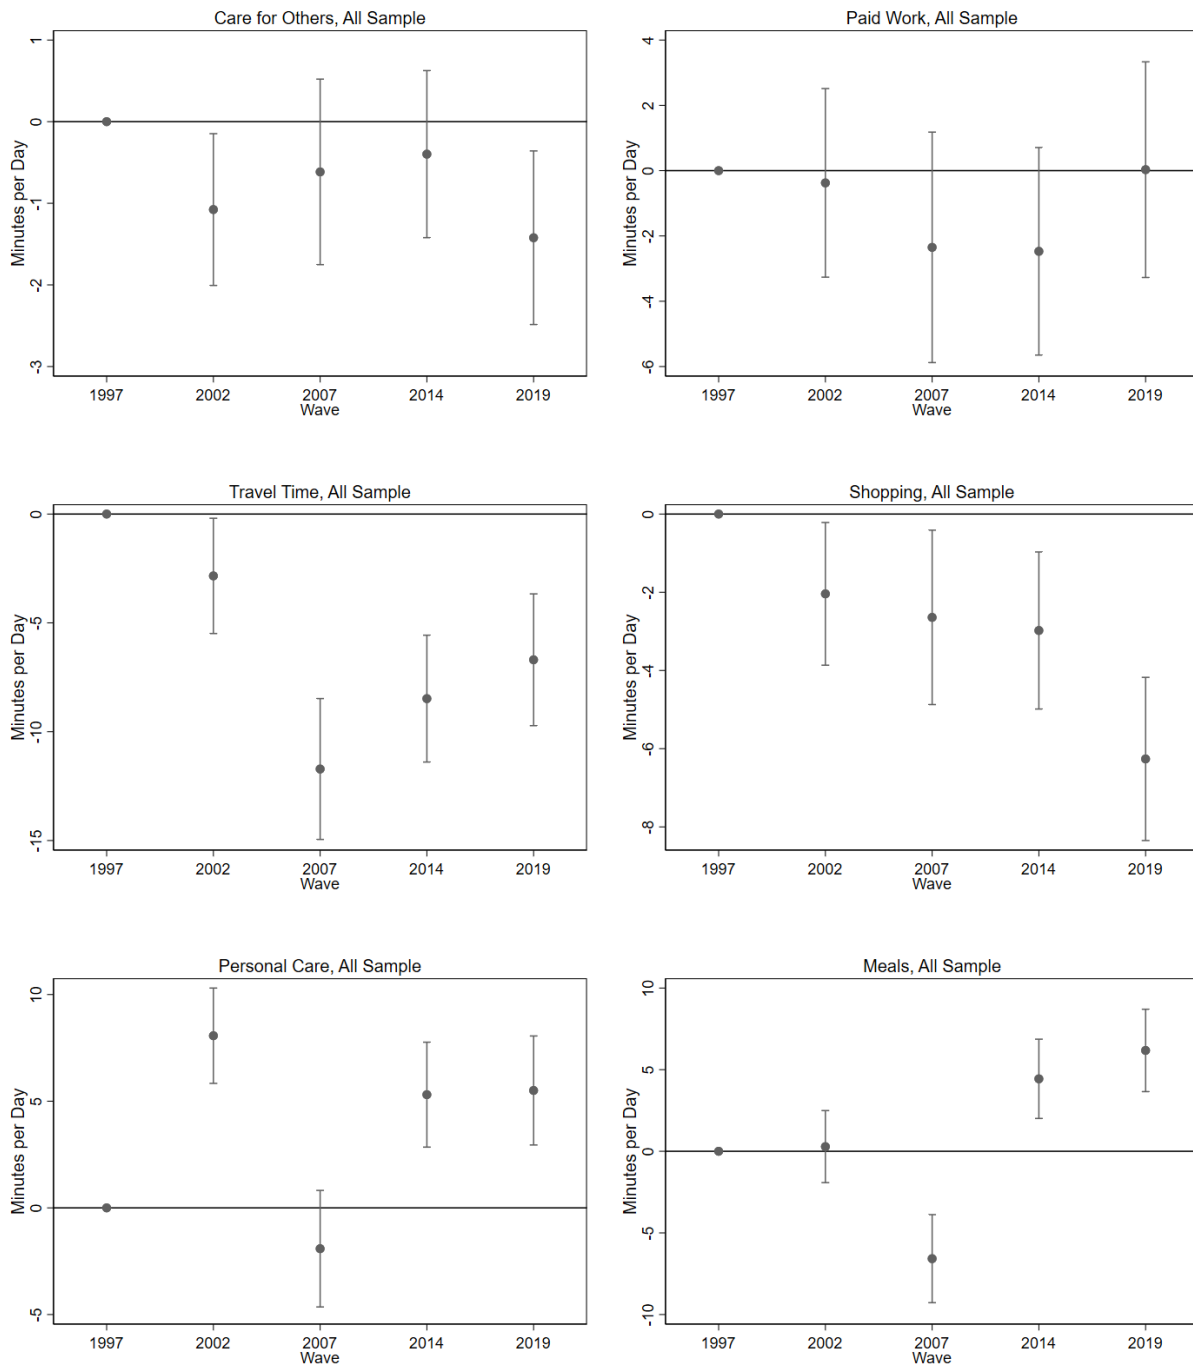 Care for Others, All Sample
Minutes per Day
1
0
-1
-2
-3
1997 2002 2007 2014 2019
Wave
Paid Work, All Sample
Minutes per Day
4
2
0
-2
-4
-6
1997 2002 2007 2014 2019
Wave
Travel Time, All Sample
Minutes per Day
0
-5
-10
-15
1997 2002 2007 2014 2019
Wave
Shopping, All Sample
Minutes per Day
0
-2
-4
-6
-8
1997 2002 2007 2014 2019
Wave
Personal Care, All Sample
Minutes per Day
10
5
0
-5
1997 2002 2007 2014 2019
Wave
Meals, All Sample
Minutes per Day
10
5
0
-5
-10
1997 2002 2007 2014 2019
Wave